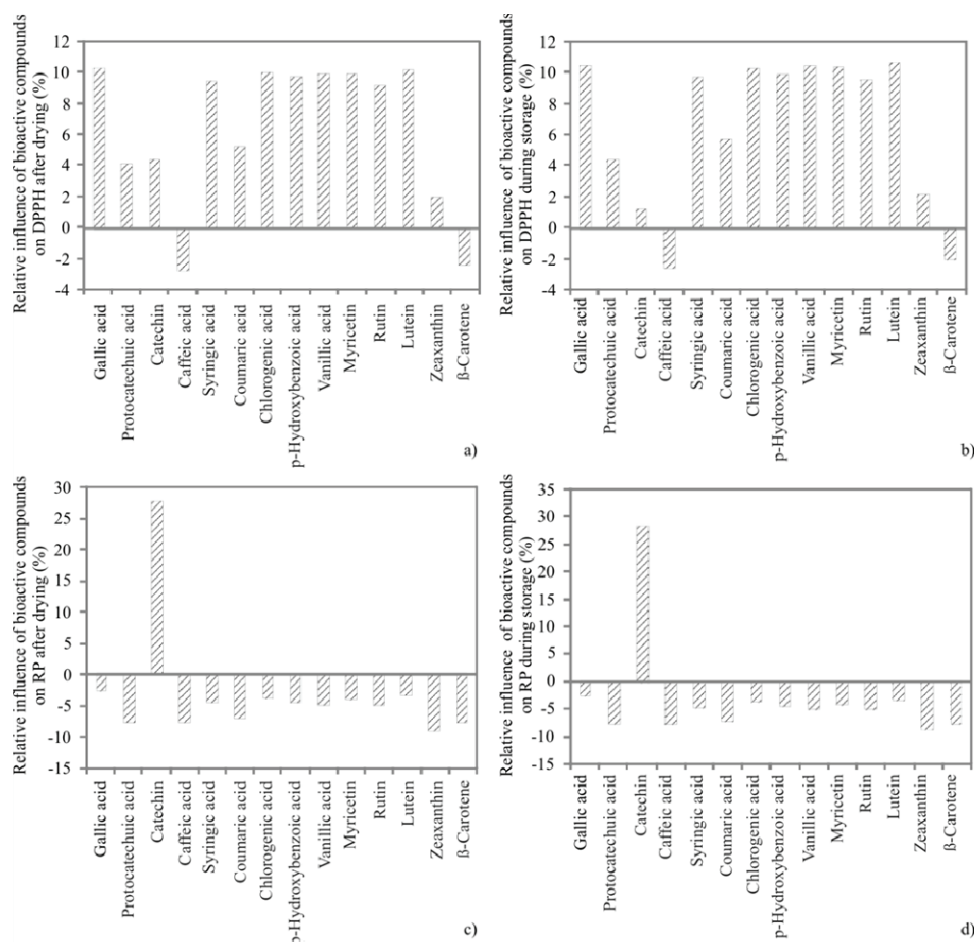 Relative influence of bioactive compounds
on DPPH after drying (%)
12
10
8
6
4
2
0
-2
-4
Gallic acid
Protocatechuic acid
Catechin
Caffeic acid
Syringic acid
Coumaric acid
Chlorogenic acid
p-Hydroxybenzoic acid
Vanillic acid
Myricetin
Rutin
Lutein
Zeaxanthin
β-Carotene
a)
Relative influence of bioactive compounds
on DPPH during storage (%)
12
10
8
6
4
2
0
-2
-4
Gallic acid
Protocatechuic acid
Catechin
Caffeic acid
Syringic acid
Coumaric acid
Chlorogenic acid
p-Hydroxybenzoic acid
Vanillic acid
Myricetin
Rutin
Lutein
Zeaxanthin
β-Carotene
b)
Relative influence of bioactive compounds
on RP after drying (%)
30
25
20
15
10
5
0
-5
-10
-15
Gallic acid
Protocatechuic acid
Catechin
Caffeic acid
Syringic acid
Coumaric acid
Chlorogenic acid
p-Hydroxybenzoic acid
Vanillic acid
Myricetin
Rutin
Lutein
Zeaxanthin
β-Carotene
c)
Relative influence of bioactive compounds
on RP during storage (%)
35
30
25
20
15
10
5
0
-5
-10
-15
Gallic acid
Protocatechuic acid
Catechin
Caffeic acid
Syringic acid
Coumaric acid
Chlorogenic acid
p-Hydroxybenzoic acid
Vanillic acid
Myricetin
Rutin
Lutein
Zeaxanthin
β-Carotene
d)